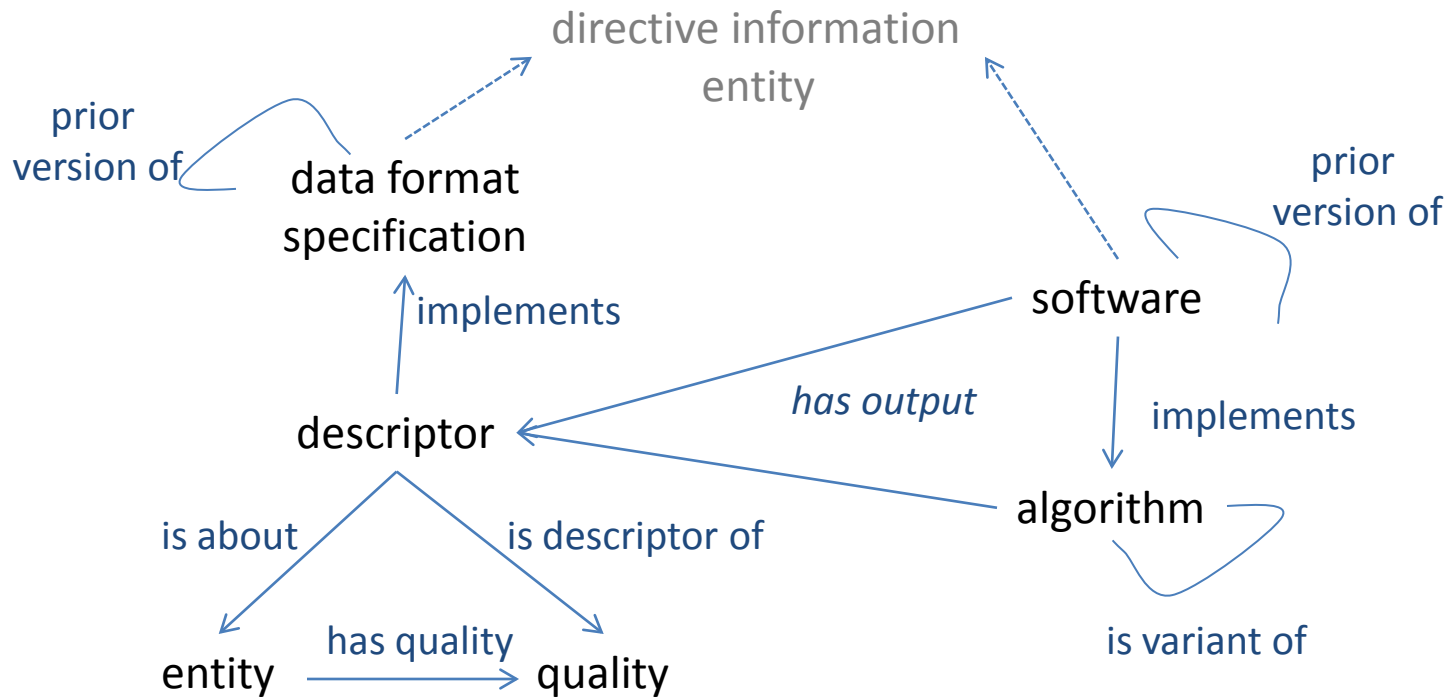 directive information
entity
prior
version of
data format
specification
prior
version of
implements
software
has output
implements
descriptor
algorithm
is about
is descriptor of
has quality
is variant of
entity
quality